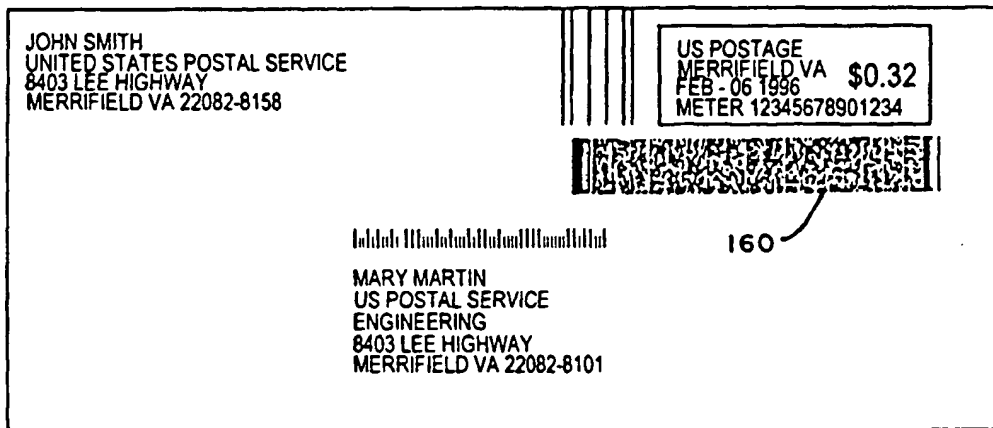 JOHN SMITH
UNITED STATES POSTAL SERVICE
8403 LEE HIGHWAY
MERRIFIELD VA 22082-8158
US POSTAGE
MERRIFIELD VA $0.32
FEB - 06 1996
METER 12345678901234
160
MARY MARTIN
US POSTAL SERVICE
ENGINEERING
8403 LEE HIGHWAY
MERRIFIELD VA 22082-8101